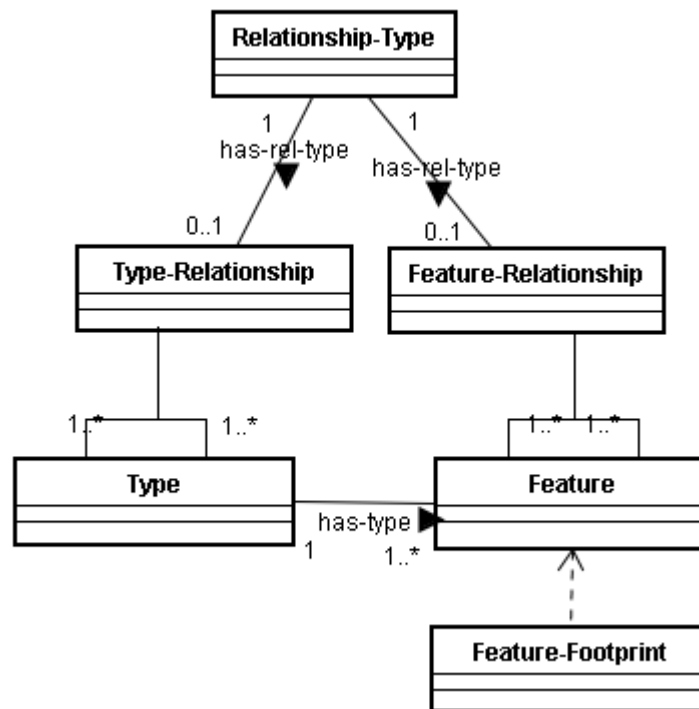 Relationship-Type
1
1
has-rel-type
has-rel-type
0..1
0..1
Type-Relationship
Feature-Relationship
1..*
1..*
1..*
1..*
Type
Feature
has-type
1
1..*
Feature-Footprint